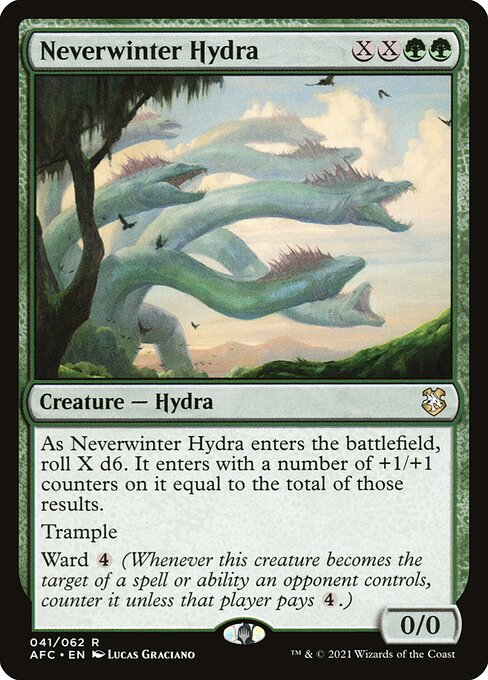 Neverwinter Hydra XXGG
Creature — Hydra
As Neverwinter Hydra enters the battlefield,
roll X d6. It enters with a number of +1/+1
counters on it equal to the total of those
results.
Trample
Ward 4 (Whenever this creature becomes the
target of a spell or ability an opponent controls,
counter it unless that player pays 4.)
0/0
041/062 R
AFC • EN Lucas Graciano ™ & © 2021 Wizards of the Coast